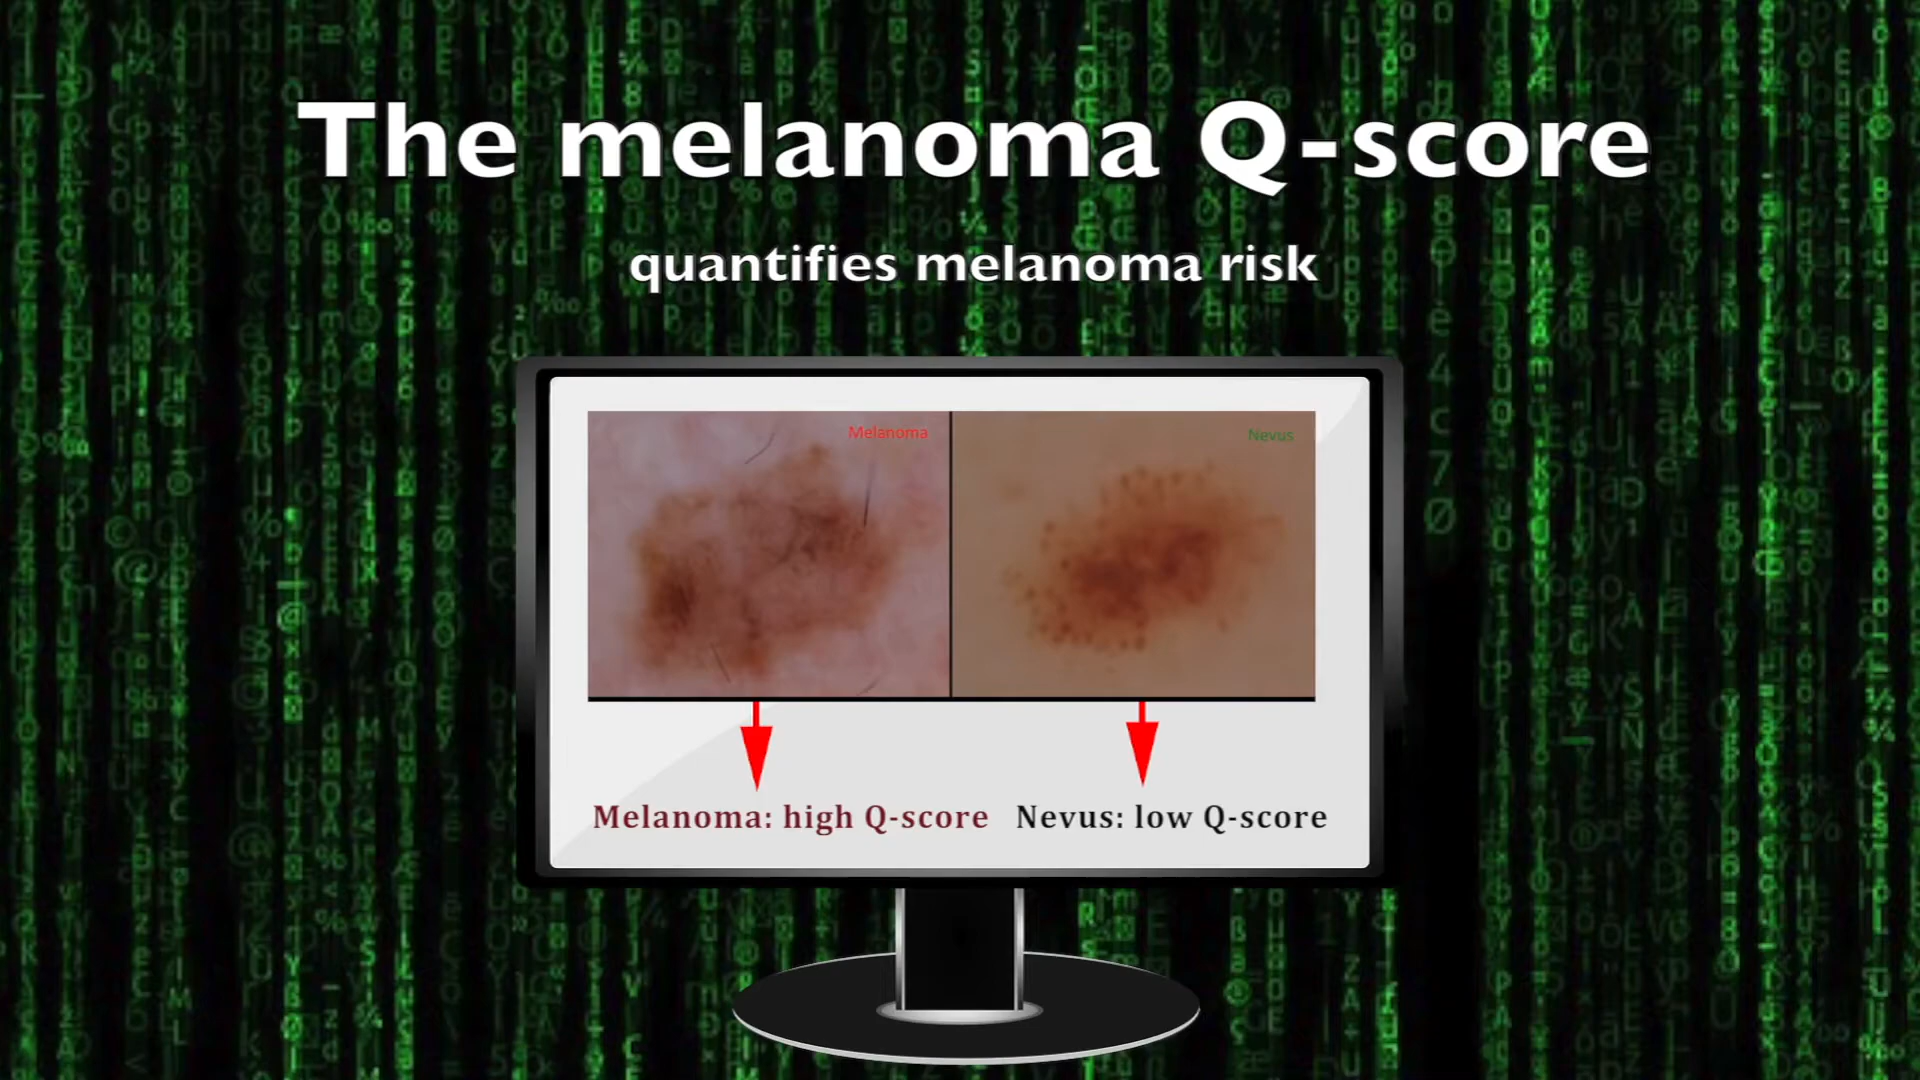 The melanoma Q-score
quantifies melanoma risk
Melanoma
Nevus
Melanoma: high Q-score
Nevus: low Q-score